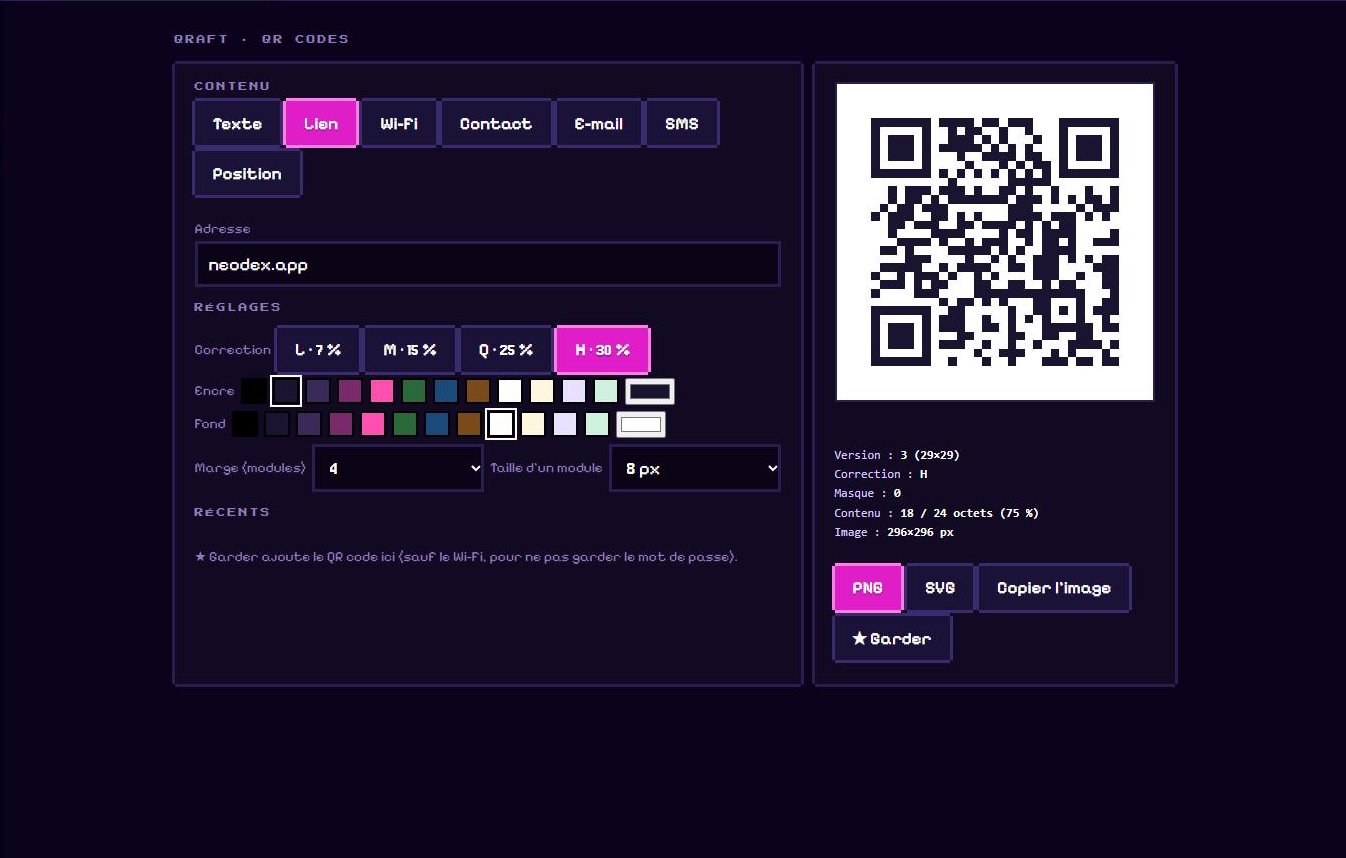 QRAFT · QR CODES
CONTENU
Texte Lien Wi-Fi Contact E-mail SMS
Position
Adresse
neodex.app
RÉGLAGES
Correction L · 7 % M · 15 % Q · 25 % H · 30 %
Encre
Fond
Marge (modules) 4 Taille d'un module 8 px
RÉCENTS
★ Garder ajoute le QR code ici (sauf le Wi-Fi, pour ne pas garder le mot de passe).
Version : 3 (29×29)
Correction : H
Masque : 0
Contenu : 18 / 24 octets (75 %)
Image : 296×296 px
PNG SVG Copier l'image
★ Garder